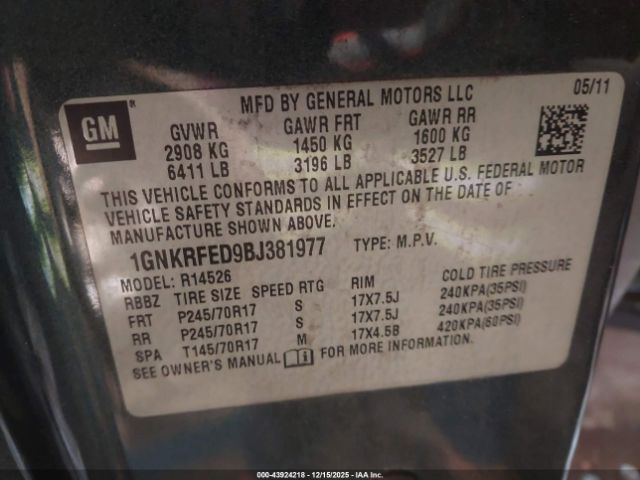 GM
MFD BY GENERAL MOTORS LLC 05/11
GVWR GAWR FRT GAWR RR
2908 KG 1450 KG 1600 KG
6411 LB 3196 LB 3527 LB
THIS VEHICLE CONFORMS TO ALL APPLICABLE U.S. FEDERAL MOTOR
VEHICLE SAFETY STANDARDS IN EFFECT ON THE DATE OF
MANUFACTURE SHOWN ABOVE.
1GNKRFED9BJ381977 TYPE: M.P.V.
MODEL: R14526
RBBZ TIRE SIZE SPEED RTG RIM COLD TIRE PRESSURE
FRT P245/70R17 S 17X7.5J 240KPA(35PSI)
RR P245/70R17 S 17X7.5J 240KPA(35PSI)
SPA T145/70R17 M 17X4.5B 420KPA(60PSI)
SEE OWNER'S MANUAL FOR MORE INFORMATION.
000-43924218 - 12/15/2025 - IAA Inc.